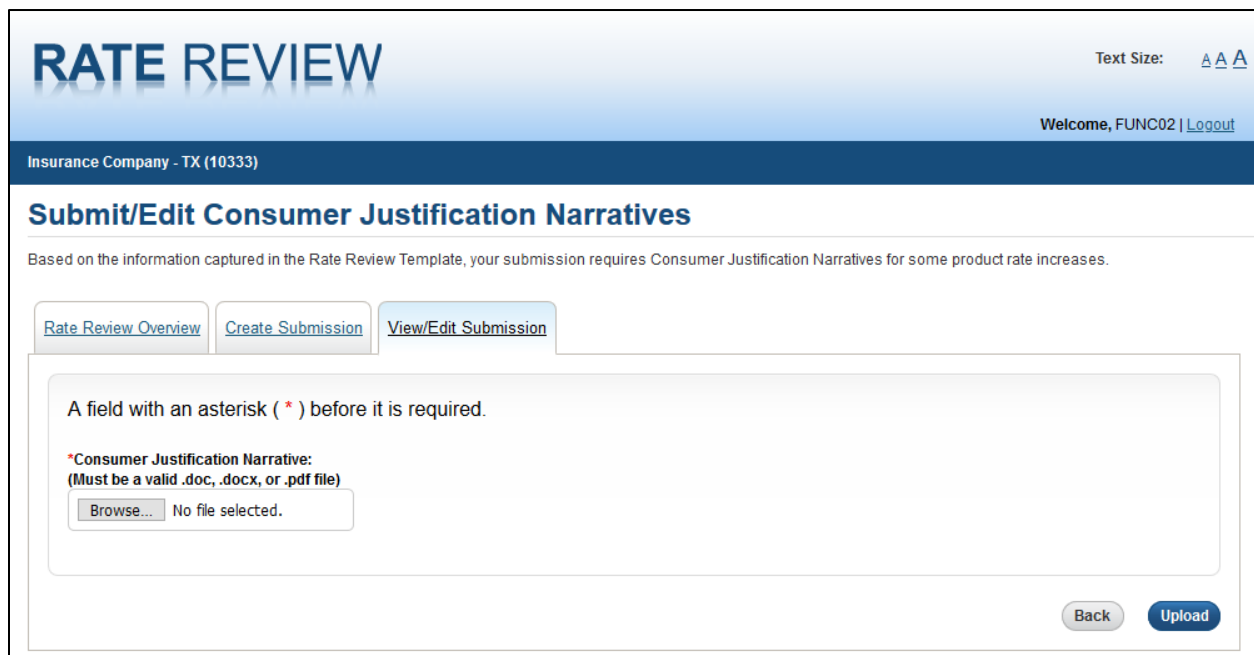 RATE REVIEW
Text Size: A A A
Welcome, FUNC02 | Logout
Insurance Company - TX (10333)
Submit/Edit Consumer Justification Narratives
Based on the information captured in the Rate Review Template, your submission requires Consumer Justification Narratives for some product rate increases.
Rate Review Overview Create Submission View/Edit Submission
A field with an asterisk ( * ) before it is required.
*Consumer Justification Narrative:
(Must be a valid .doc, .docx, or .pdf file)
Browse... No file selected.
Back Upload